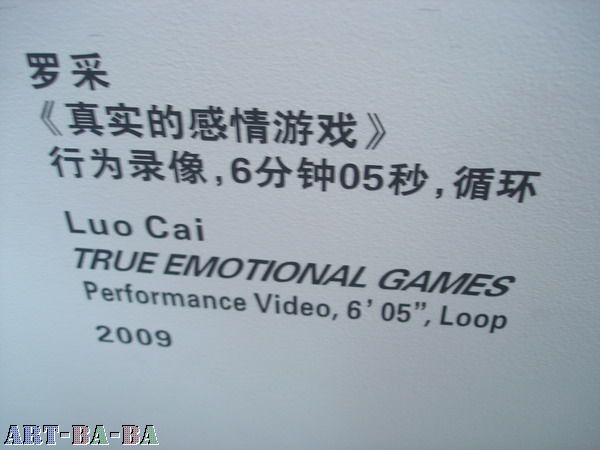 罗采
《真实的感情游戏》
行为录像,6分钟05秒,循环
Luo Cai
TRUE EMOTIONAL GAMES
Performance Video, 6’05”, Loop
2009
ART-BA-BA